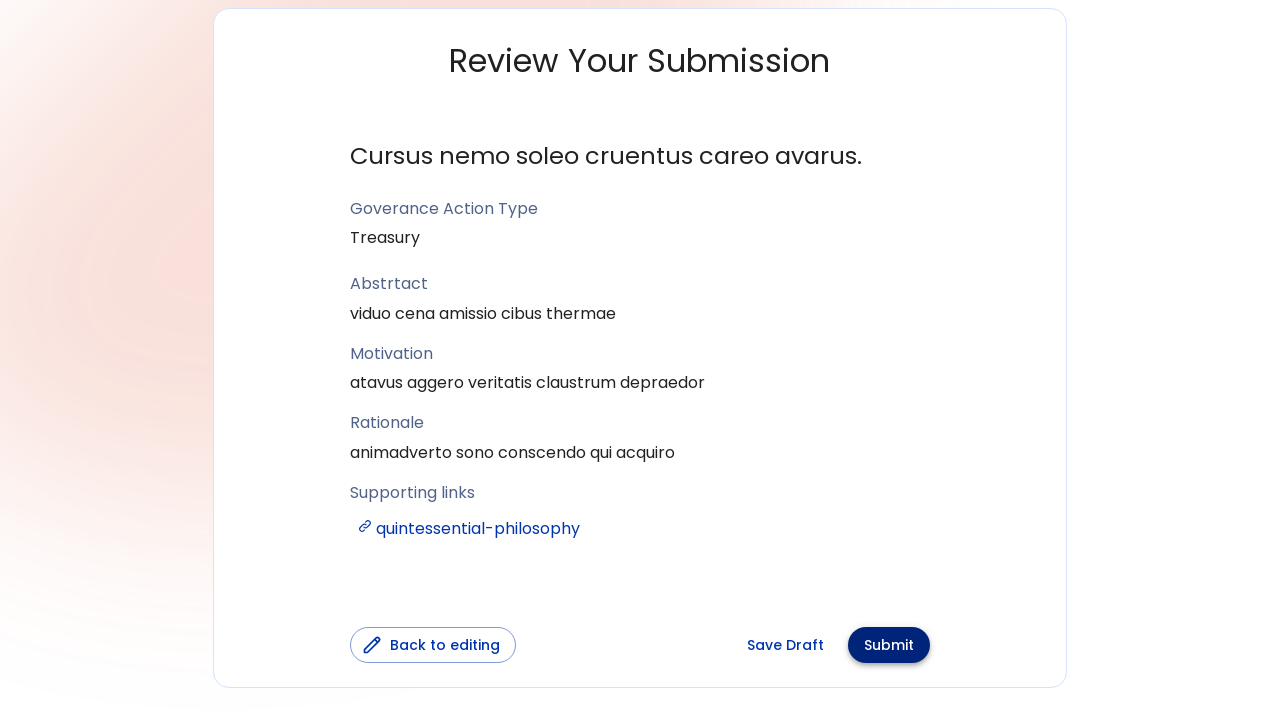 Review Your Submission
Cursus nemo soleo cruentus careo avarus.
Goverance Action Type
Treasury
Abstrtact
viduo cena amissio cibus thermae
Motivation
atavus aggero veritatis claustrum depraedor
Rationale
animadverto sono conscendo qui acquiro
Supporting links
quintessential-philosophy
Back to editing
Save Draft
Submit